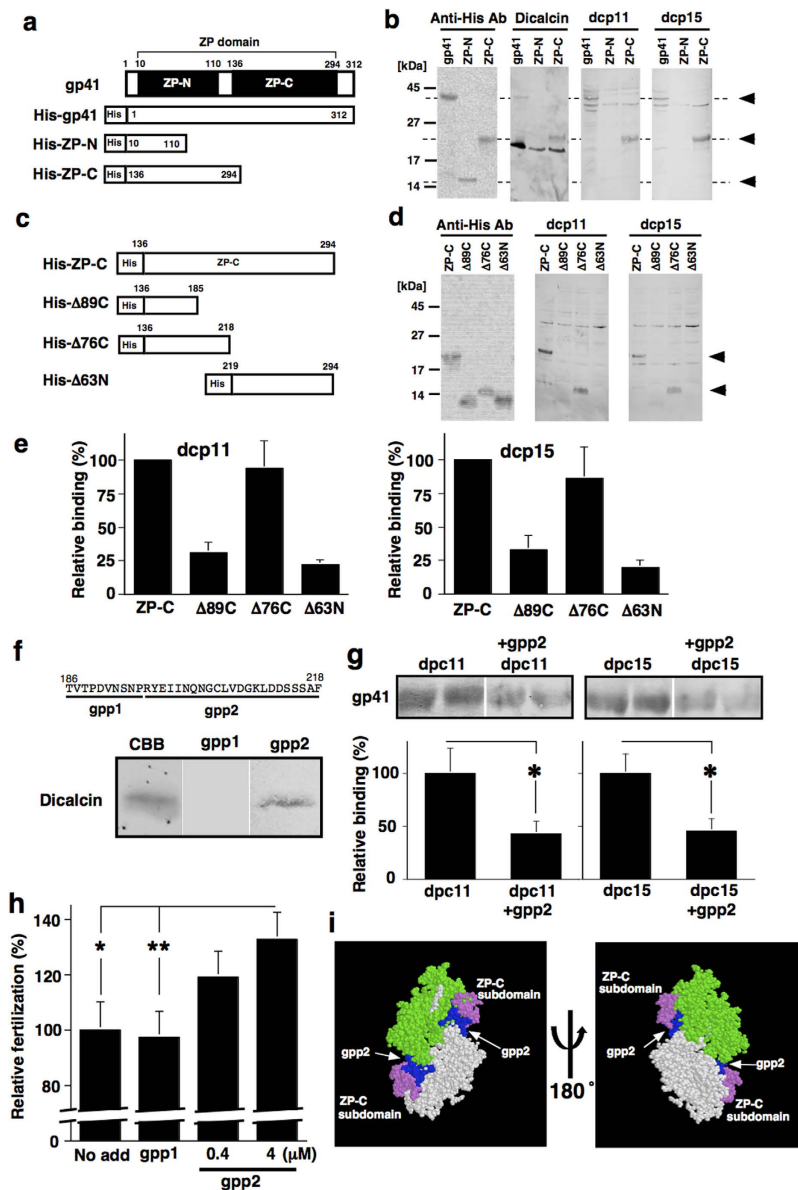 a
ZP domain
1 10 110 136 294 312
gp41 ZP-N ZP-C
His-gp41 His 1 312
His-ZP-N His 10 110
His-ZP-C His 136 294
b
Anti-His Ab Dicalcin dcp11 dcp15
gp41 ZP-N ZP-C gp41 ZP-N ZP-C gp41 ZP-N ZP-C gp41 ZP-N ZP-C
[kDa]
45
27
17
14
c
136 294
His-ZP-C His ZP-C
136 185
His-Δ89C His
136 218
His-Δ76C His
219 294
His-Δ63N His
d
Anti-His Ab dcp11 dcp15
ZP-C Δ89C Δ76C Δ63N ZP-C Δ89C Δ76C Δ63N ZP-C Δ89C Δ76C Δ63N
[kDa]
45
27
17
14
e
Relative binding (%)
dcp11
100
75
50
25
0
ZP-C Δ89C Δ76C Δ63N
Relative binding (%)
dcp15
100
75
50
25
0
ZP-C Δ89C Δ76C Δ63N
f
186 218
TVTPDVNSNPRYEIINQNGCLVDGKLDDSSSAF
gpp1 gpp2
CBB gpp1 gpp2
Dicalcin
g
+gpp2 +gpp2
dpc11 dpc11 dpc15 dpc15
gp41
Relative binding (%)
100
50
0
* *
dpc11 dpc11 dpc15 dpc15
+gpp2 +gpp2
h
Relative fertilization (%)
140
120
100
80
0
* **
No add gpp1 0.4 4 (μM)
gpp2
i
ZP-C
subdomain
gpp2
gpp2
ZP-C
subdomain
180°
ZP-C
subdomain
gpp2
gpp2
ZP-C
subdomain